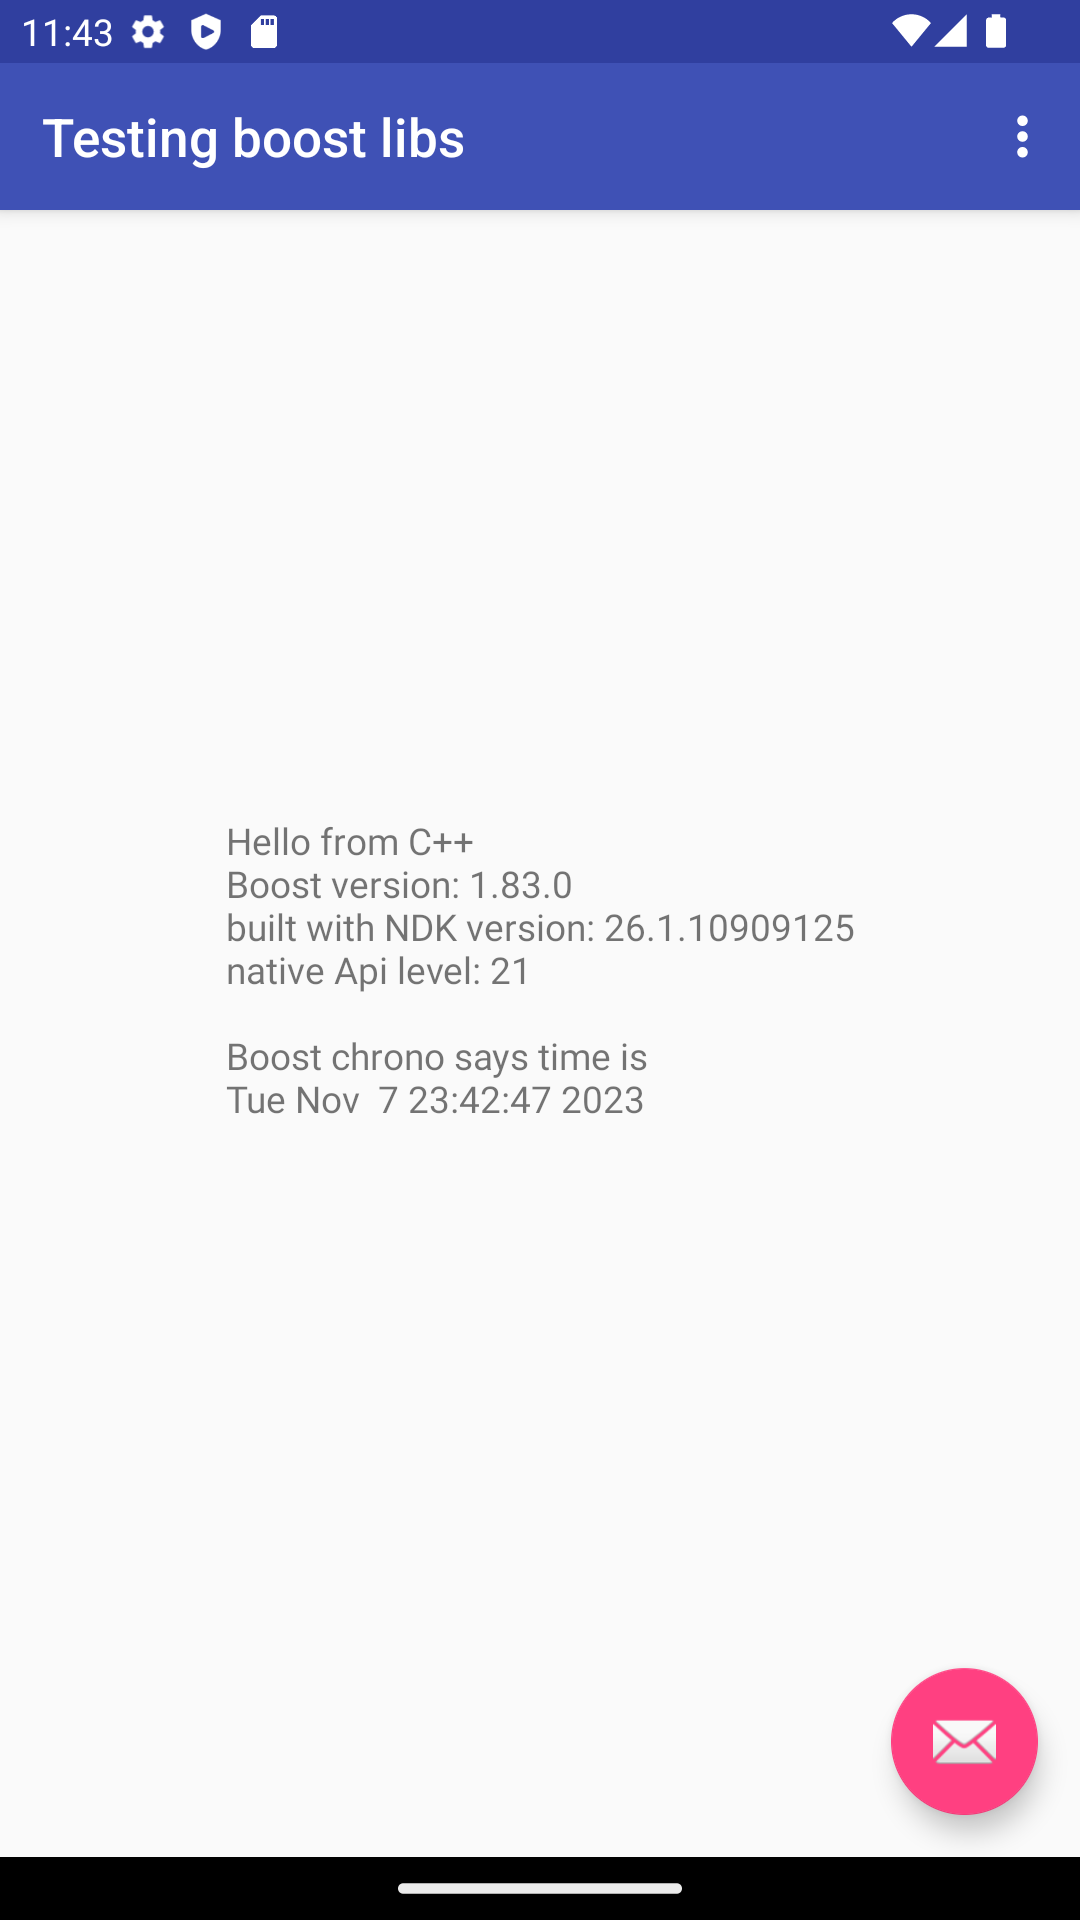 11:43
Testing boost libs
Hello from C++
Boost version: 1.83.0
built with NDK version: 26.1.10909125
native Api level: 21
Boost chrono says time is
Tue Nov  7 23:42:47 2023